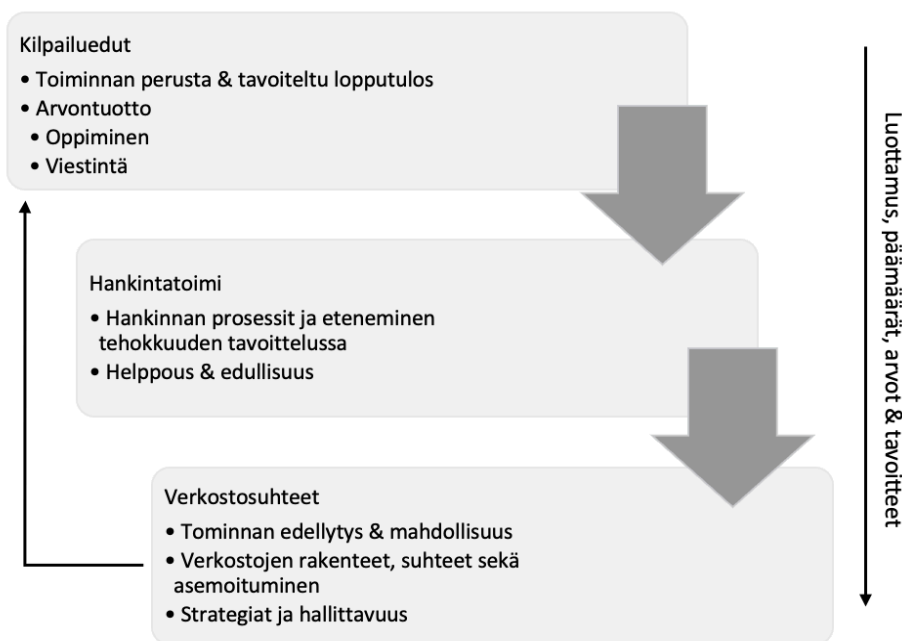 Kilpailuedut
• Toiminnan perusta & tavoiteltu lopputulos
• Arvontuotto
• Oppiminen
• Viestintä
Hankintatoimi
• Hankinnan prosessit ja eteneminen
tehokkuuden tavoittelussa
• Helppous & edullisuus
Verkostosuhteet
• Tominnan edellytys & mahdollisuus
• Verkostojen rakenteet, suhteet sekä
asemoituminen
• Strategiat ja hallittavuus
Luottamus, päämäärät, arvot & tavoitteet